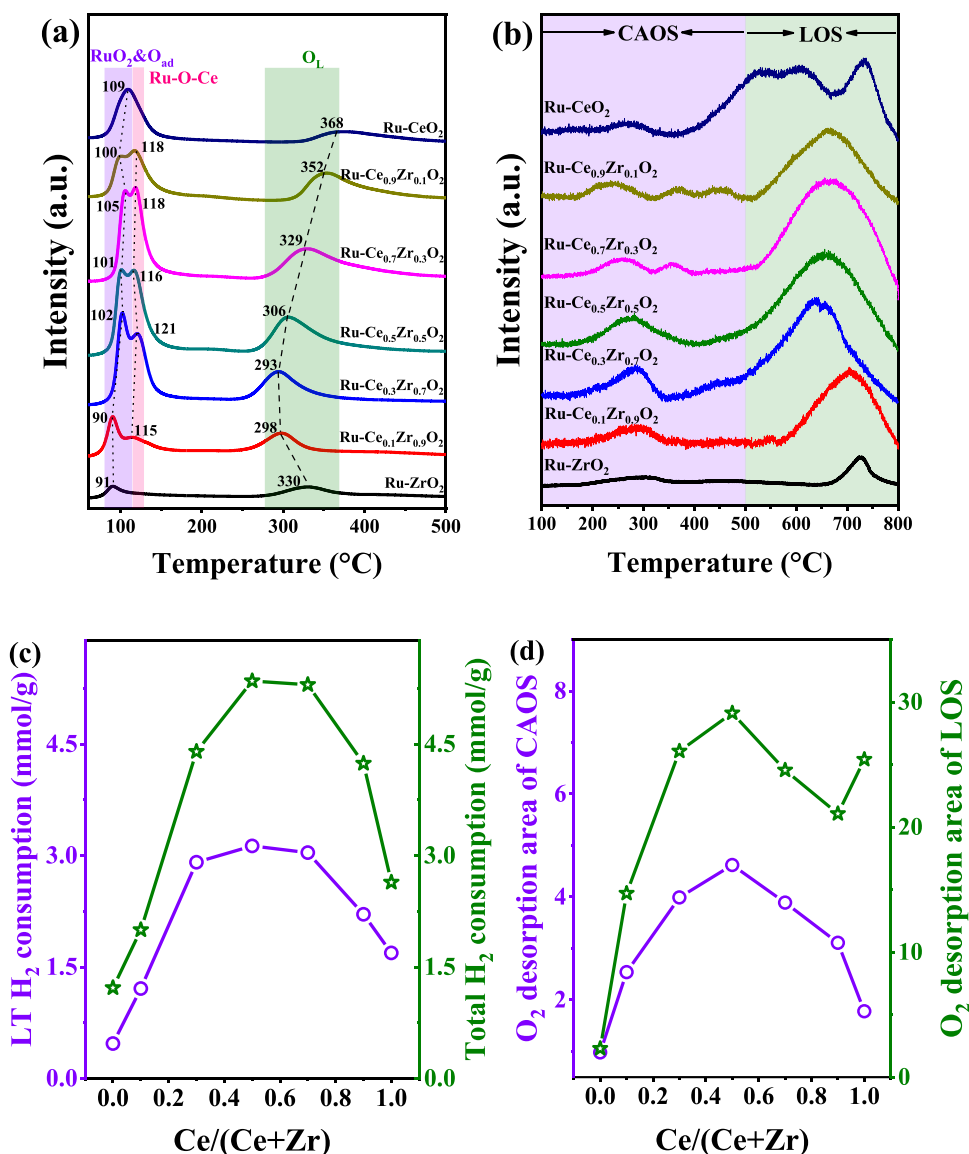 (a)
RuO2&Oad
Ru-O-Ce
OL
109
368
Ru-CeO2
100
118
352
Ru-Ce0.9Zr0.1O2
105
118
329
Ru-Ce0.7Zr0.3O2
101
116
306
Ru-Ce0.5Zr0.5O2
102
121
293
Ru-Ce0.3Zr0.7O2
90
115
298
Ru-Ce0.1Zr0.9O2
91
330
Ru-ZrO2
Intensity (a.u.)
100 200 300 400 500
Temperature (°C)
(b)
CAOS
LOS
Ru-CeO2
Ru-Ce0.9Zr0.1O2
Ru-Ce0.7Zr0.3O2
Ru-Ce0.5Zr0.5O2
Ru-Ce0.3Zr0.7O2
Ru-Ce0.1Zr0.9O2
Ru-ZrO2
Intensity (a.u.)
100 200 300 400 500 600 700 800
Temperature (°C)
(c)
LT H2 consumption (mmol/g)
4.5
3.0
1.5
0.0
Total H2 consumption (mmol/g)
4.5
3.0
1.5
0.0
0.0 0.2 0.4 0.6 0.8 1.0
Ce/(Ce+Zr)
(d)
O2 desorption area of CAOS
8
6
4
2
O2 desorption area of LOS
30
20
10
0
0.0 0.2 0.4 0.6 0.8 1.0
Ce/(Ce+Zr)